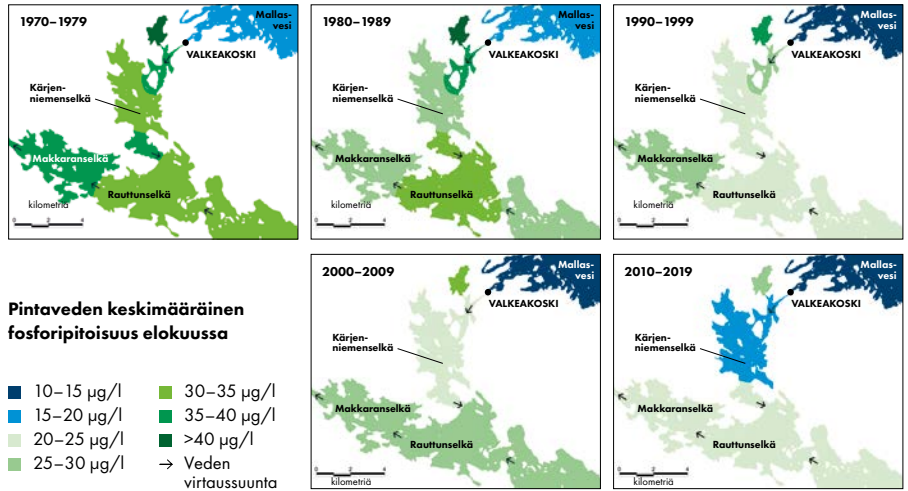 1970–1979
Mallas-
vesi
VALKEAKOSKI
Kärjen-
niemenselkä
Makkaranselkä
Rauttunselkä
kilometriä
0 2 4
1980–1989
Mallas-
vesi
VALKEAKOSKI
Kärjen-
niemenselkä
Makkaranselkä
Rauttunselkä
kilometriä
0 2 4
1990–1999
Mallas-
vesi
VALKEAKOSKI
Kärjen-
niemenselkä
Makkaranselkä
Rauttunselkä
kilometriä
0 2 4
Pintaveden keskimääräinen
fosforipitoisuus elokuussa
10–15 µg/l
15–20 µg/l
20–25 µg/l
25–30 µg/l
30–35 µg/l
35–40 µg/l
>40 µg/l
→ Veden
virtaussuunta
2000–2009
Mallas-
vesi
VALKEAKOSKI
Kärjen-
niemenselkä
Makkaranselkä
Rauttunselkä
0 2 4
kilometriä
2010–2019
Mallas-
vesi
VALKEAKOSKI
Kärjen-
niemenselkä
Makkaranselkä
Rauttunselkä
0 2 4
kilometriä